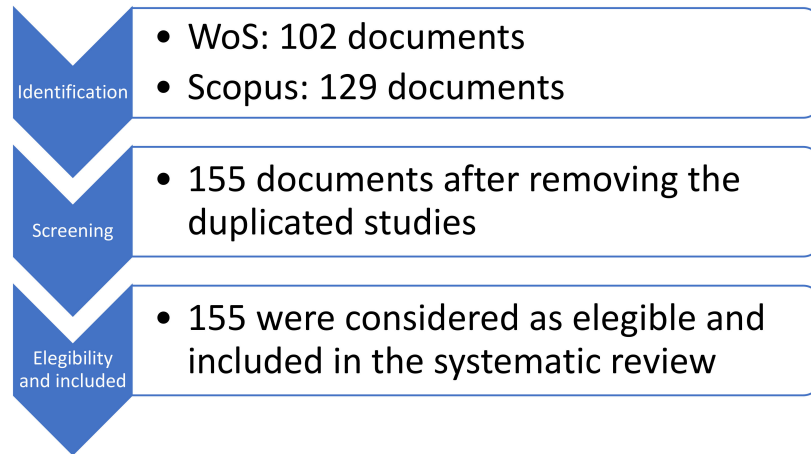 Identification
• WoS: 102 documents
• Scopus: 129 documents
Screening
• 155 documents after removing the
duplicated studies
Elegibility
and included
• 155 were considered as elegible and
included in the systematic review